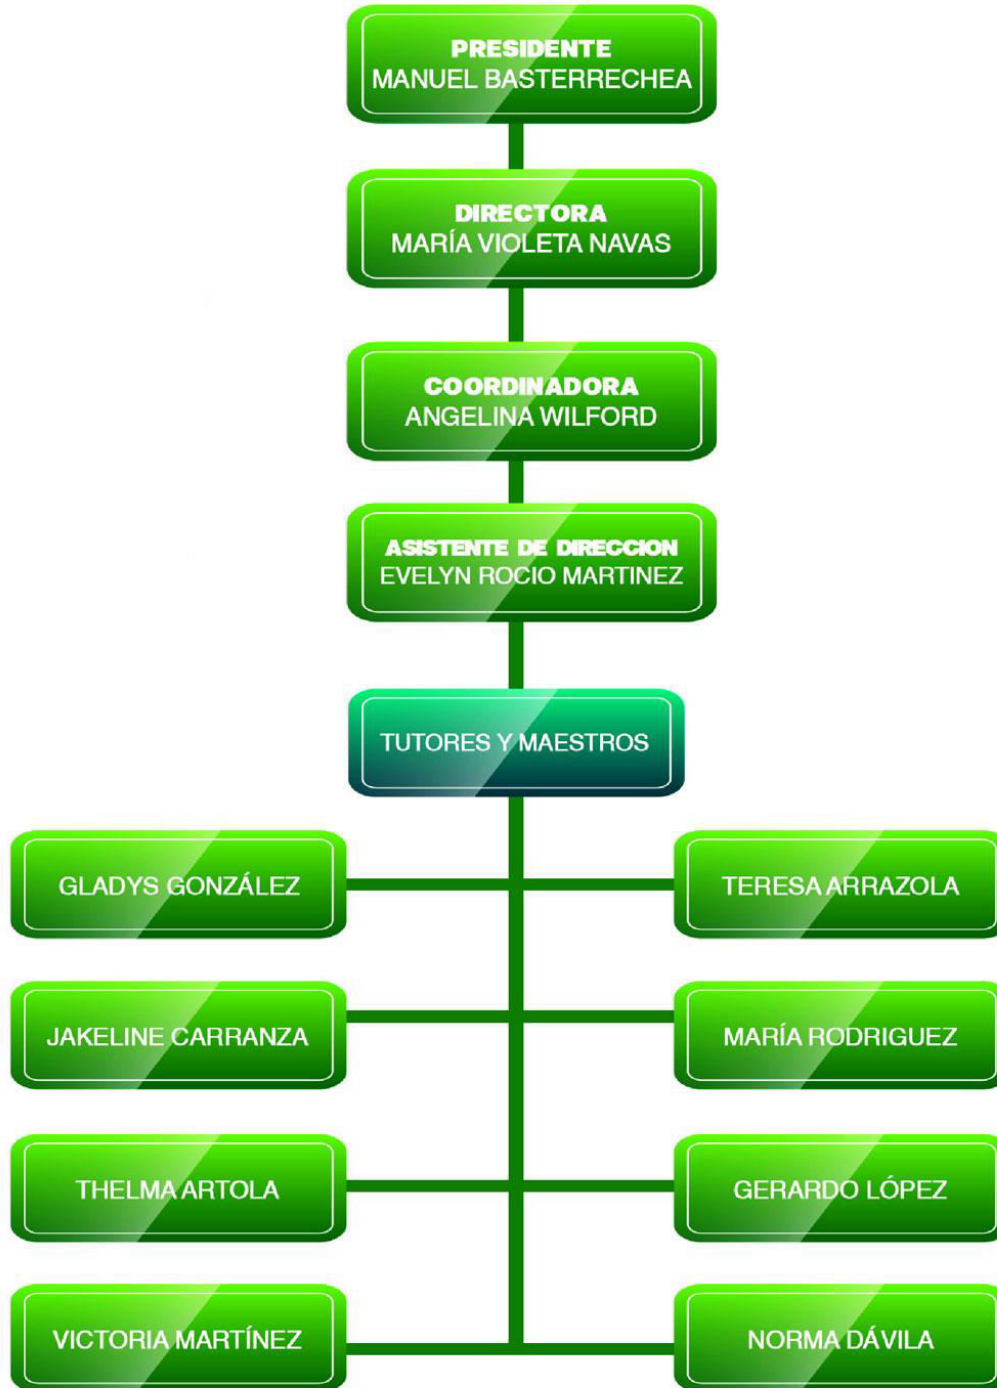 PRESIDENTE
MANUEL BASTERRECHEA
DIRECTORA
MARÍA VIOLETA NAVAS
COORDINADORA
ANGELINA WILFORD
ASISTENTE DE DIRECCION
EVELYN ROCIO MARTINEZ
TUTORES Y MAESTROS
GLADYS GONZÁLEZ
TERESA ARRAZOLA
JAKELINE CARRANZA
MARÍA RODRIGUEZ
THELMA ARTOLA
GERARDO LÓPEZ
VICTORIA MARTÍNEZ
NORMA DÁVILA